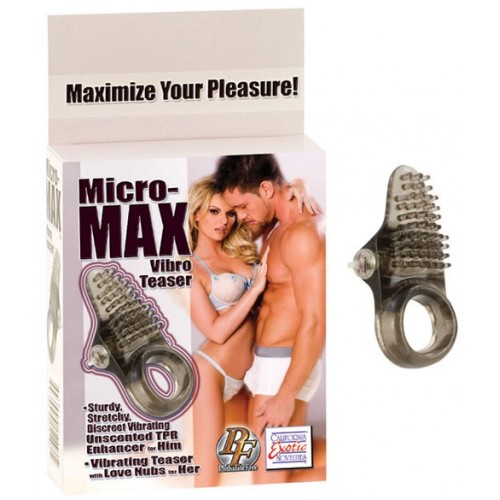 Maximize Your Pleasure!
Micro-
MAX
Vibro
Teaser
• Sturdy,
Stretchy,
Discreet Vibrating
Unscented TPR
Enhancer for Him
• Vibrating Teaser
with Love Nubs for Her
PF
Phthalate Free
CALIFORNIA
Exotic
NOVELTIES